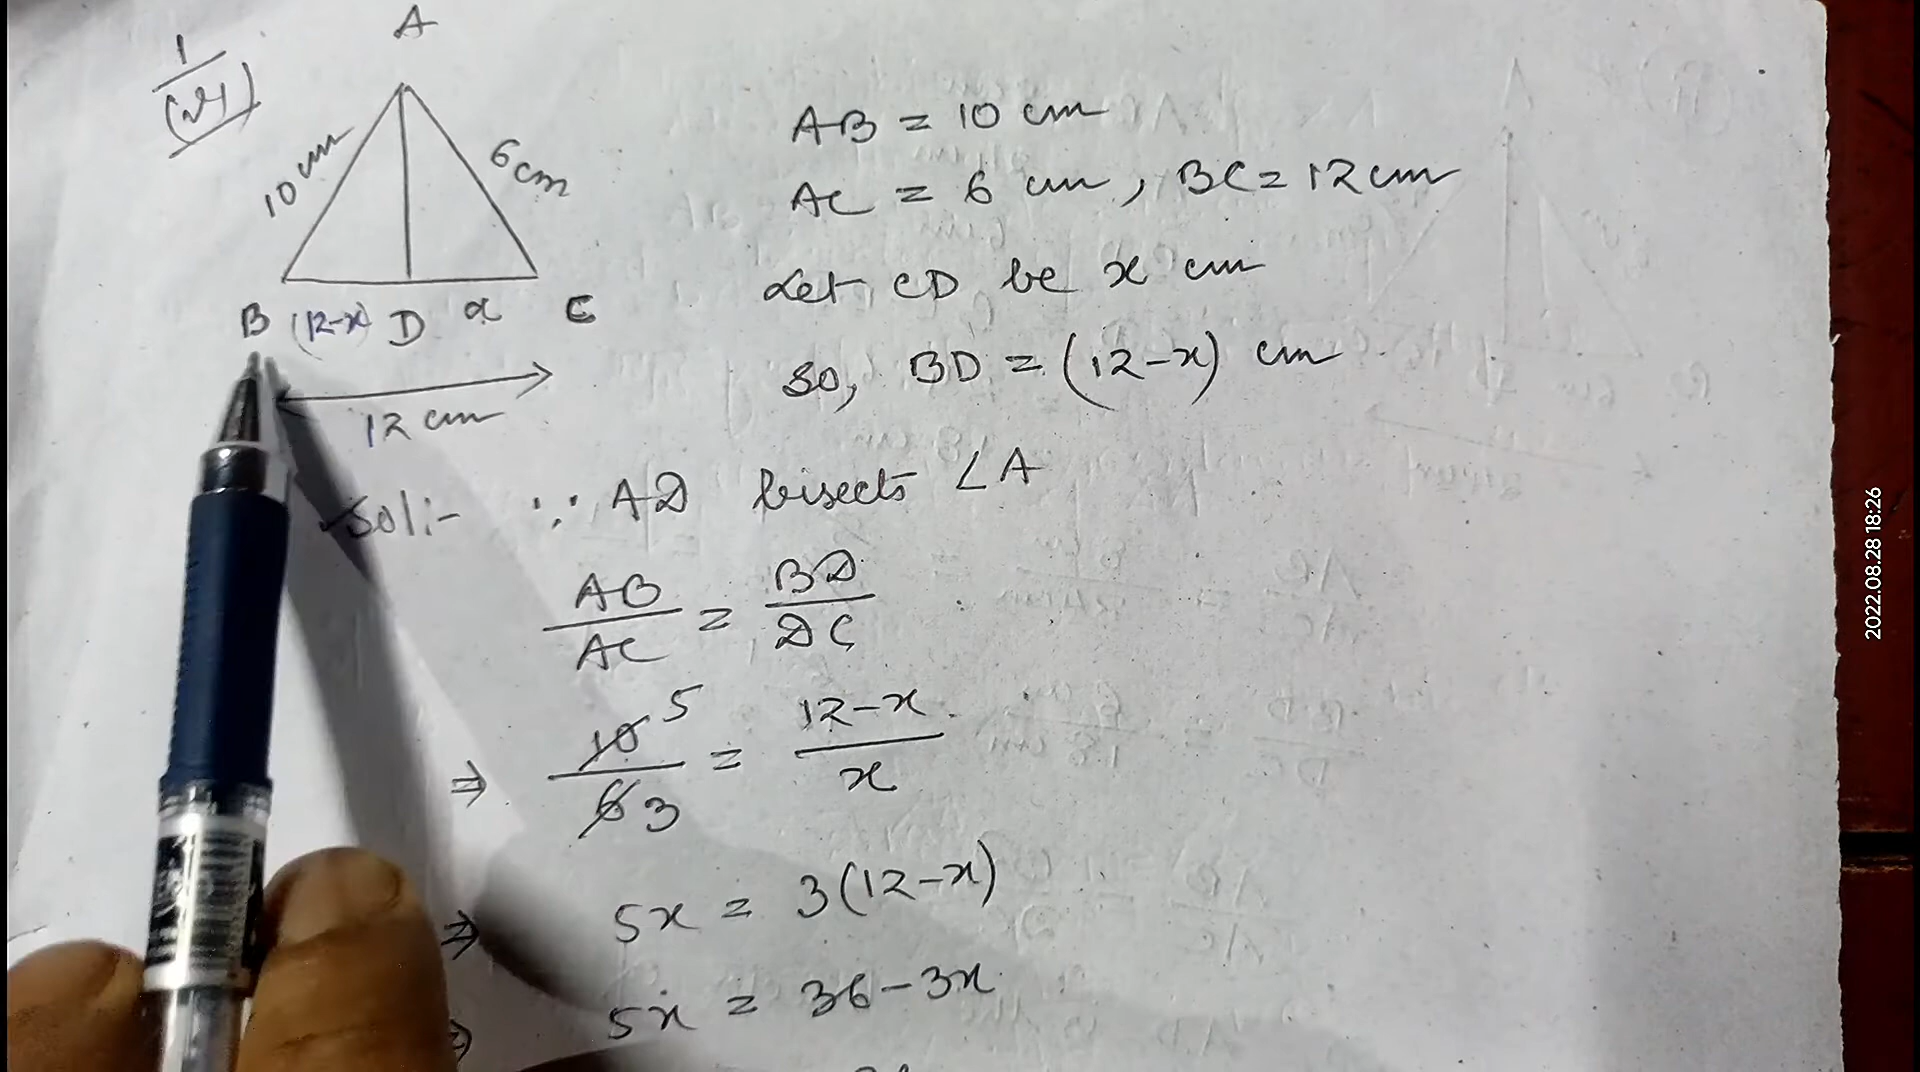 1/(vi)
A
10 cm
6 cm
B (12-x) D x C
12 cm
AB = 10 cm
AC = 6 cm, BC = 12 cm
Let CD be x cm
so, BD = (12-x) cm
Sol:- ∵ AD bisects ∠A
AB/AC = BD/DC
⇒ 10 5/6 3 = 12-x/x
⇒ 5x = 3(12-x)
⇒ 5x = 36-3x
2022.08.28 18:26